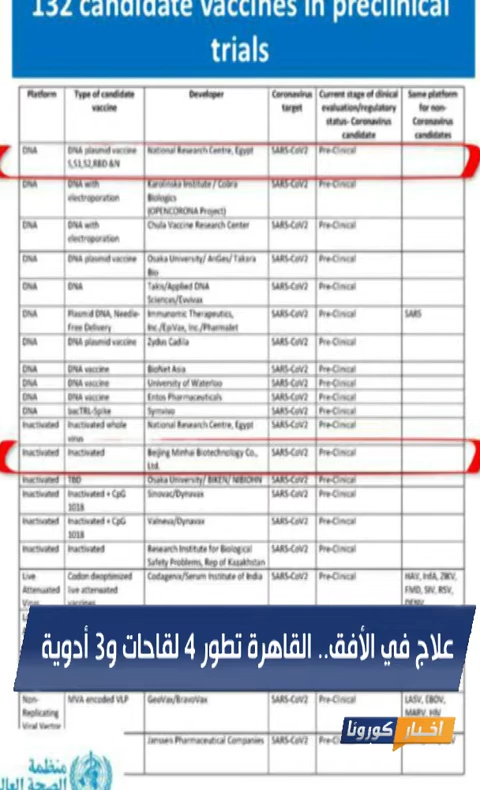 132 candidate vaccines in preclinical
trials
Platform Type of candidate vaccine Developer Coronavirus target Current stage of clinical evaluation/regulatory status- Coronavirus candidate Same platform for non-Coronavirus candidates
DNA DNA plasmid vaccine S,S1,S2,RBD &N National Research Centre, Egypt SARS-CoV2 Pre-Clinical
DNA DNA with electroporation Karolinska Institute / Cobra Biologics (OPENCORONA Project) SARS-CoV2 Pre-Clinical
DNA DNA with electroporation Chula Vaccine Research Center SARS-CoV2 Pre-Clinical
DNA DNA plasmid vaccine Osaka University/ AnGes/ Takara Bio SARS-CoV2 Pre-Clinical
DNA DNA Takis/Applied DNA Sciences/Evvivax SARS-CoV2 Pre-Clinical
DNA Plasmid DNA, Needle-Free Delivery Immunomic Therapeutics, Inc./EpiVax, Inc./PharmaJet SARS-CoV2 Pre-Clinical SARS
DNA DNA plasmid vaccine Zydus Cadila SARS-CoV2 Pre-Clinical
DNA DNA vaccine BioNet Asia SARS-CoV2 Pre-Clinical
DNA DNA vaccine University of Waterloo SARS-CoV2 Pre-Clinical
DNA DNA vaccine Entos Pharmaceuticals SARS-CoV2 Pre-Clinical
DNA bacTRL-Spike Symvivo SARS-CoV2 Pre-Clinical
Inactivated Inactivated whole virus National Research Centre, Egypt SARS-CoV2 Pre-Clinical
Inactivated Inactivated Beijing Minhai Biotechnology Co., Ltd. SARS-CoV2 Pre-Clinical
Inactivated TBD Osaka University/ BIKEN/ NIBIOHN SARS-CoV2 Pre-Clinical
Inactivated Inactivated + CpG 1018 Sinovac/Dynavax SARS-CoV2 Pre-Clinical
Inactivated Inactivated + CpG 1018 Valneva/Dynavax SARS-CoV2 Pre-Clinical
Inactivated Inactivated Research Institute for Biological Safety Problems, Rep of Kazakhstan SARS-CoV2 Pre-Clinical
Live Attenuated Virus Codon deoptimized live attenuated vaccines Codagenix/Serum Institute of India SARS-CoV2 Pre-Clinical HAV, InfA, ZIKV, FMD, SIV, RSV, DENV
علاج في الأفق.. القاهرة تطور 4 لقاحات و3 أدوية
Non-Replicating Viral Vector MVA encoded VLP GeoVax/BravoVax SARS-CoV2 Pre-Clinical LASV, EBOV, MARV, HIV
اخبار كورونا
Janssen Pharmaceutical Companies SARS-CoV2
منظمة
الصحة العالم